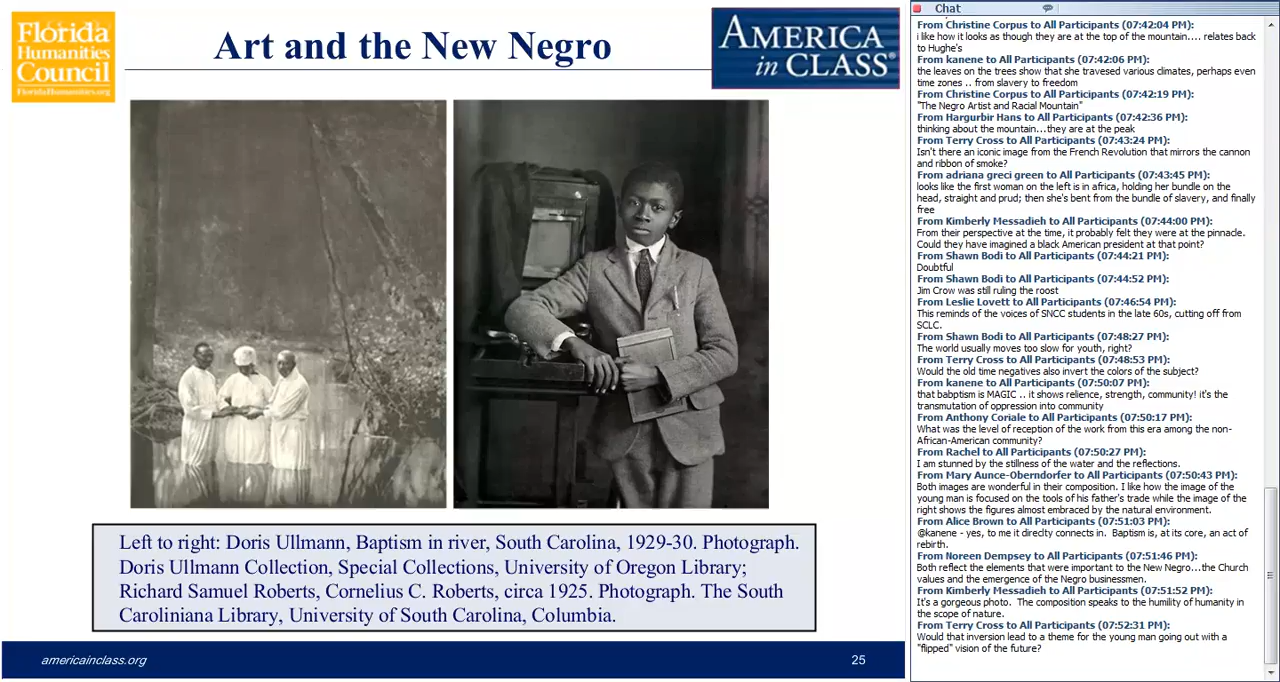 Florida
Humanities
Council
FloridaHumanities.org
Art and the New Negro
AMERICA
in CLASS®
Left to right: Doris Ullmann, Baptism in river, South Carolina, 1929-30. Photograph.
Doris Ullmann Collection, Special Collections, University of Oregon Library;
Richard Samuel Roberts, Cornelius C. Roberts, circa 1925. Photograph. The South
Caroliniana Library, University of South Carolina, Columbia.
americainclass.org
25
Chat
From Christine Corpus to All Participants (07:42:04 PM):
i like how it looks as though they are at the top of the mountain.... relates back
to Hughe's
From kanene to All Participants (07:42:06 PM):
the leaves on the trees show that she travesed various climates, perhaps even
time zones .. from slavery to freedom
From Christine Corpus to All Participants (07:42:19 PM):
"The Negro Artist and Racial Mountain"
From Hargurbir Hans to All Participants (07:42:36 PM):
thinking about the mountain...they are at the peak
From Terry Cross to All Participants (07:43:24 PM):
Isn't there an iconic image from the French Revolution that mirrors the cannon
and ribbon of smoke?
From adriana greci green to All Participants (07:43:45 PM):
looks like the first woman on the left is in africa, holding her bundle on the
head, straight and prud; then she's bent from the bundle of slavery, and finally
free
From Kimberly Messadieh to All Participants (07:44:00 PM):
From their perspective at the time, it probably felt they were at the pinnacle.
Could they have imagined a black American president at that point?
From Shawn Bodi to All Participants (07:44:21 PM):
Doubtful
From Shawn Bodi to All Participants (07:44:52 PM):
Jim Crow was still ruling the roost
From Leslie Lovett to All Participants (07:46:54 PM):
This reminds of the voices of SNCC students in the late 60s, cutting off from
SCLC.
From Shawn Bodi to All Participants (07:48:27 PM):
The world usually moves too slow for youth, right?
From Terry Cross to All Participants (07:48:53 PM):
Would the old time negatives also invert the colors of the subject?
From kanene to All Participants (07:50:07 PM):
that babptism is MAGIC .. it shows relience, strength, community! it's the
transmutation of oppression into community
From Anthony Coriale to All Participants (07:50:17 PM):
What was the level of reception of the work from this era among the non-
African-American community?
From Rachel to All Participants (07:50:27 PM):
I am stunned by the stillness of the water and the reflections.
From Mary Aunce-Oberndorfer to All Participants (07:50:43 PM):
Both images are wonderful in their composition. I like how the image of the
young man is focused on the tools of his father's trade while the image of the
right shows the figures almost embraced by the natural environment.
From Alice Brown to All Participants (07:51:03 PM):
@kanene - yes, to me it direclty connects in.  Baptism is, at its core, an act of
rebirth.
From Noreen Dempsey to All Participants (07:51:46 PM):
Both reflect the elements that were important to the New Negro...the Church
values and the emergence of the Negro businessmen.
From Kimberly Messadieh to All Participants (07:51:52 PM):
It's a gorgeous photo.  The composition speaks to the humility of humanity in
the scope of nature.
From Terry Cross to All Participants (07:52:31 PM):
Would that inversion lead to a theme for the young man going out with a
"flipped" vision of the future?